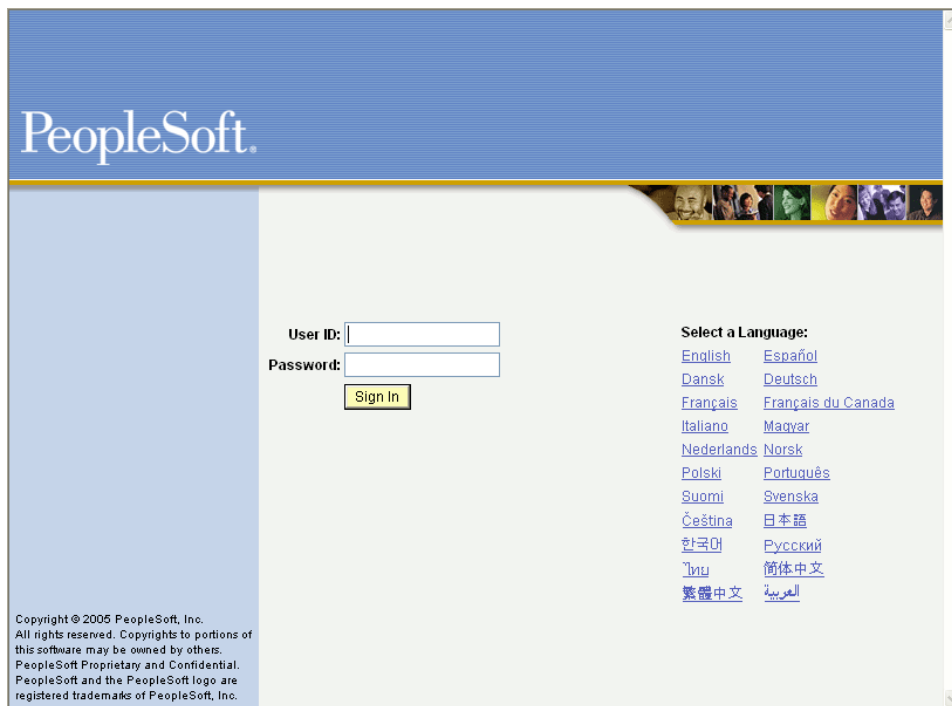 PeopleSoft®
User ID:
Password:
Sign In
Select a Language:
English Español
Dansk Deutsch
Français Français du Canada
Italiano Magyar
Nederlands Norsk
Polski Português
Suomi Svenska
Čeština 日本語
한국어 Русский
ไทย 简体中文
繁體中文 العربية
Copyright © 2005 PeopleSoft, Inc.
All rights reserved. Copyrights to portions of
this software may be owned by others.
PeopleSoft Proprietary and Confidential.
PeopleSoft and the PeopleSoft logo are
registered trademarks of PeopleSoft, Inc.